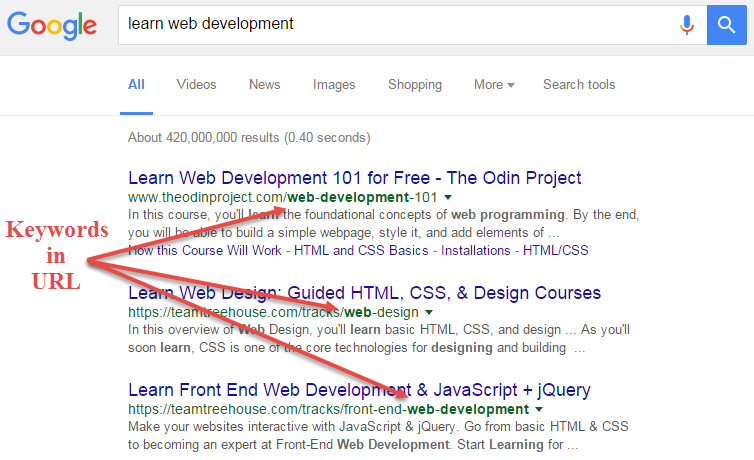 Google learn web development
All Videos News Images Shopping More Search tools
About 420,000,000 results (0.40 seconds)
Learn Web Development 101 for Free - The Odin Project
www.theodinproject.com/web-development-101
In this course, you'll learn the foundational concepts of web programming. By the end,
you will be able to build a simple webpage, style it, and add elements of ...
How this Course Will Work - HTML and CSS Basics - Installations - HTML/CSS
Keywords
in
URL
Learn Web Design: Guided HTML, CSS, & Design Courses
https://teamtreehouse.com/tracks/web-design
In this overview of Web Design, you'll learn basic HTML, CSS, and design ... As you'll
soon learn, CSS is one of the core technologies for designing and building ...
Learn Front End Web Development & JavaScript + jQuery
https://teamtreehouse.com/tracks/front-end-web-development
Make your websites interactive with JavaScript & jQuery. Go from basic HTML & CSS
to becoming an expert at Front-End Web Development. Start Learning for ...